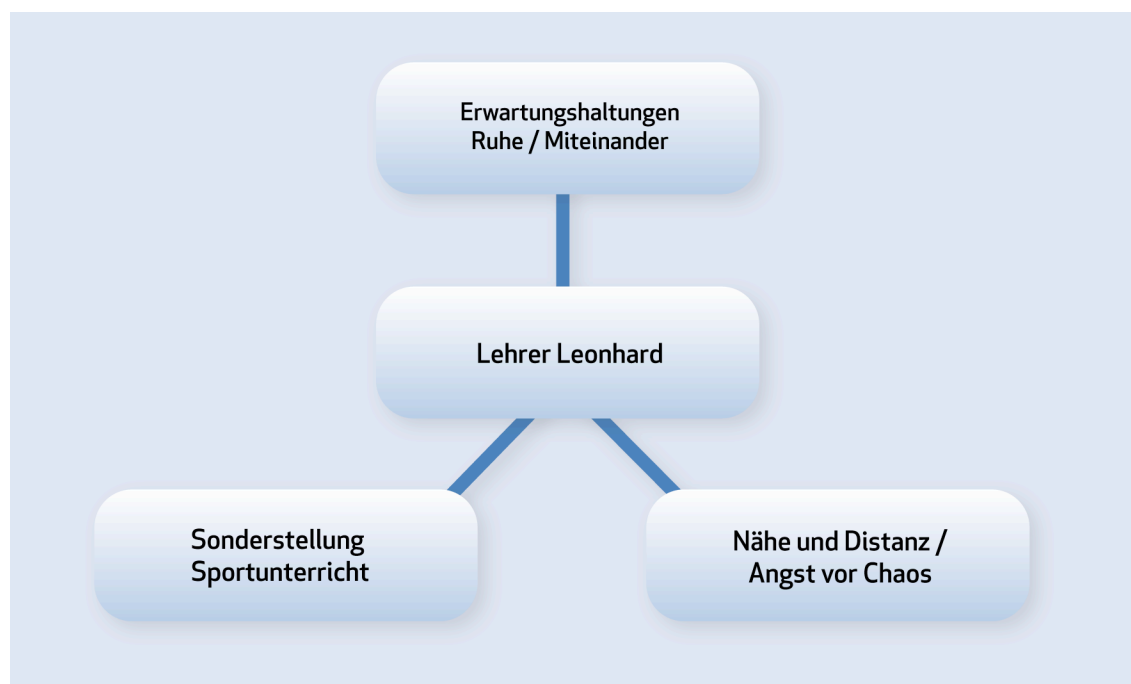 Erwartungshaltungen
Ruhe / Miteinander
Lehrer Leonhard
Sonderstellung
Sportunterricht
Nähe und Distanz /
Angst vor Chaos